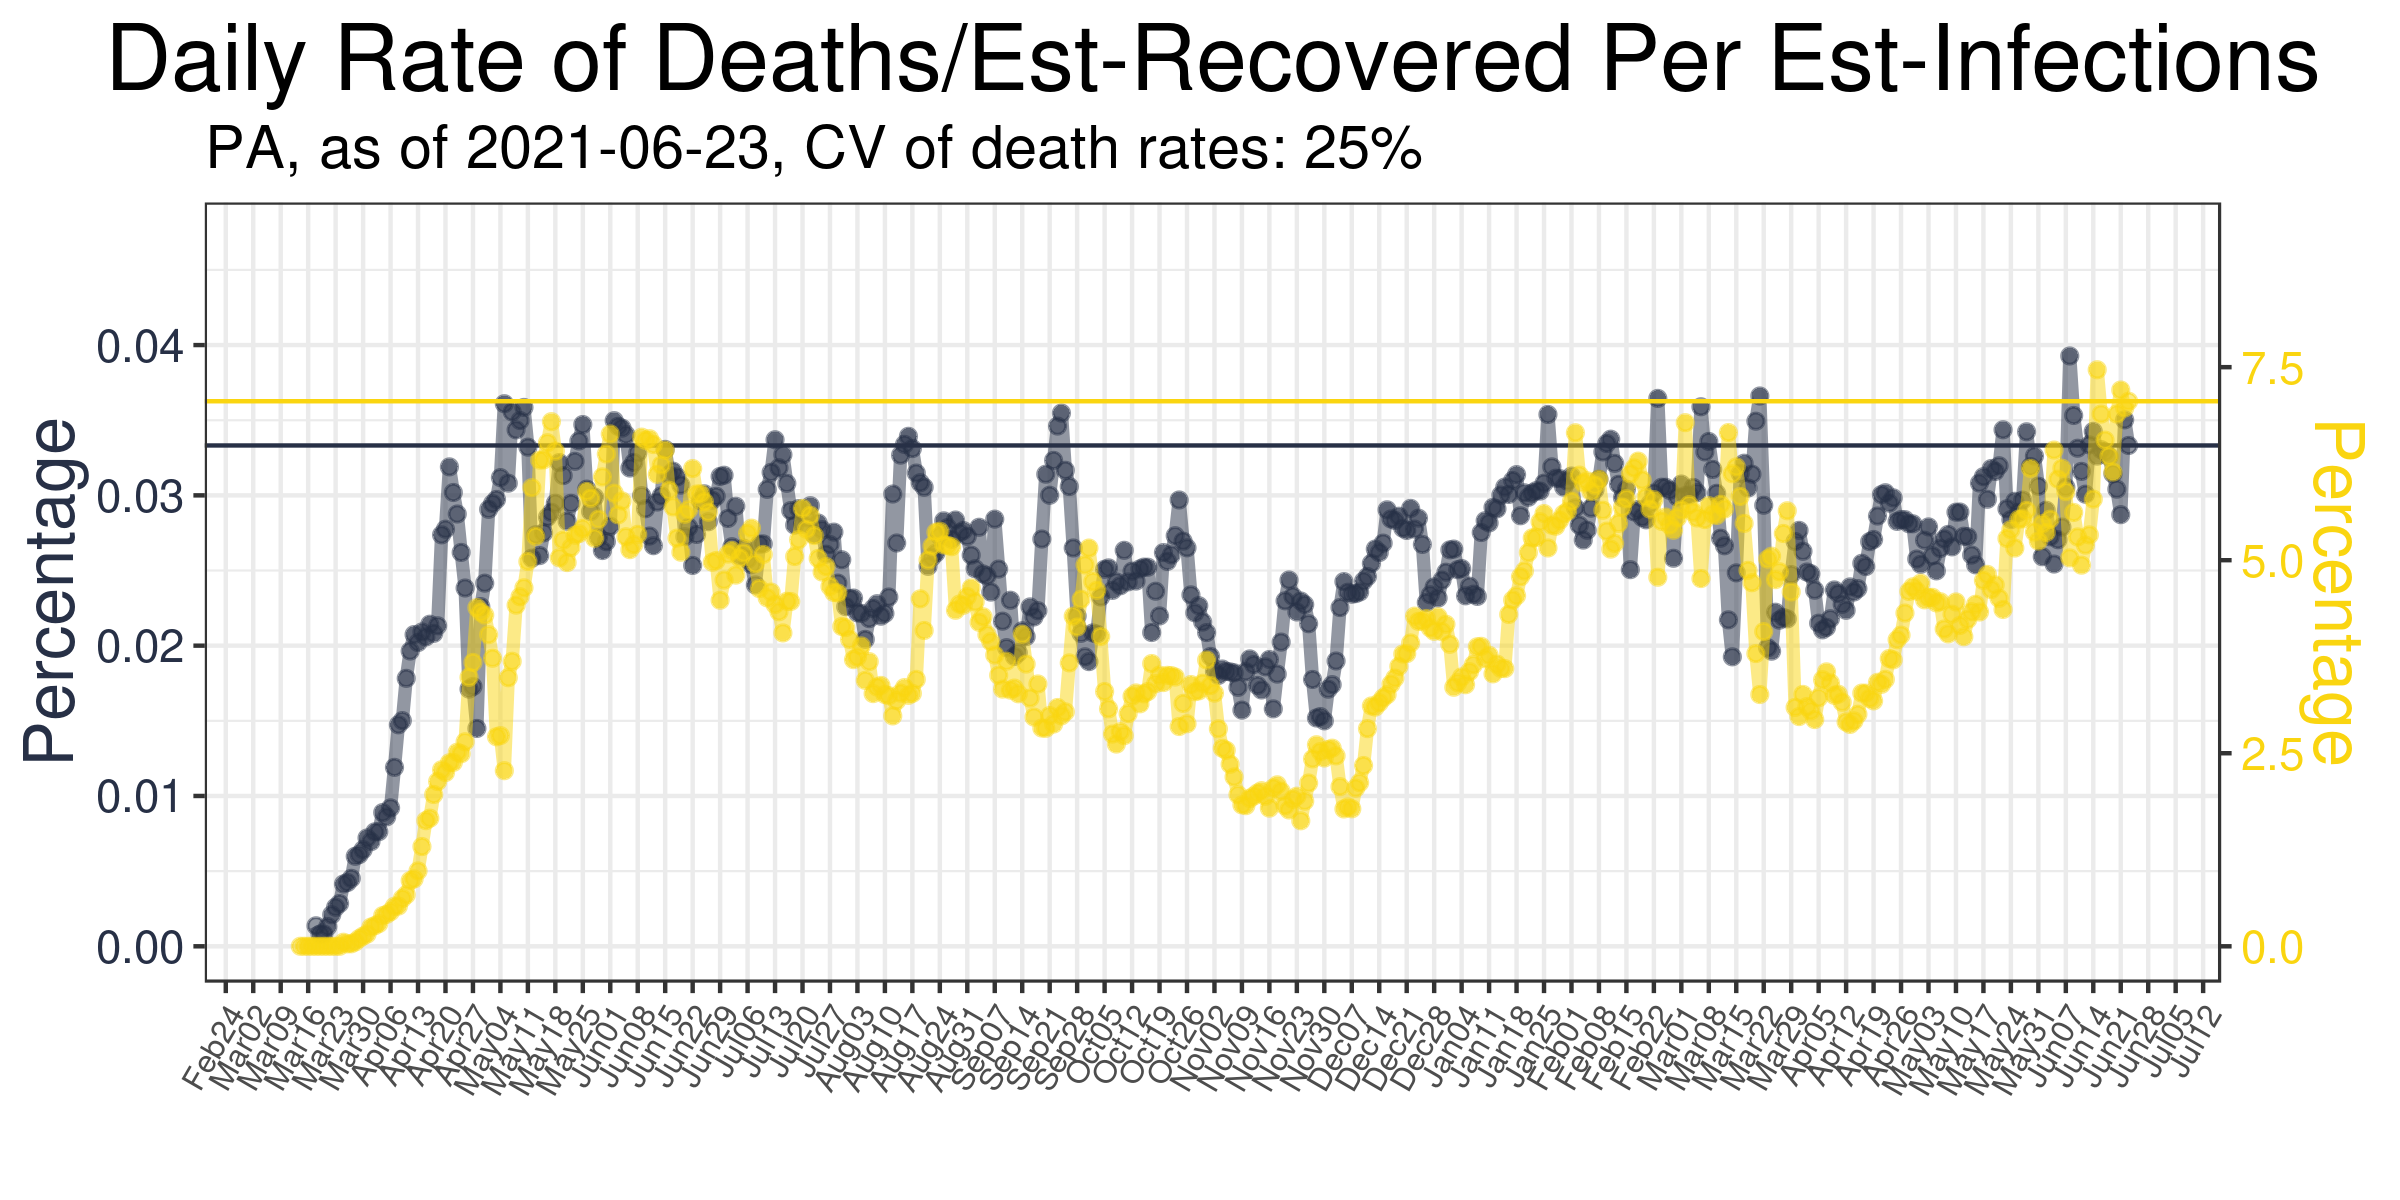 Daily Rate of Deaths/Est-Recovered Per Est-Infections
PA, as of 2021-06-23, CV of death rates: 25%
Percentage
0.04
0.03
0.02
0.01
0.00
7.5
5.0
2.5
0.0
Percentage
Feb24 Mar02 Mar09 Mar16 Mar23 Mar30 Apr06 Apr13 Apr20 Apr27 May04 May11 May18 May25 Jun01 Jun08 Jun15 Jun22 Jun29 Jul06 Jul13 Jul20 Jul27 Aug03 Aug10 Aug17 Aug24 Aug31 Sep07 Sep14 Sep21 Sep28 Oct05 Oct12 Oct19 Oct26 Nov02 Nov09 Nov16 Nov23 Nov30 Dec07 Dec14 Dec21 Dec28 Jan04 Jan11 Jan18 Jan25 Feb01 Feb08 Feb15 Feb22 Mar01 Mar08 Mar15 Mar22 Mar29 Apr05 Apr12 Apr19 Apr26 May03 May10 May17 May24 May31 Jun07 Jun14 Jun21 Jun28 Jul05 Jul12